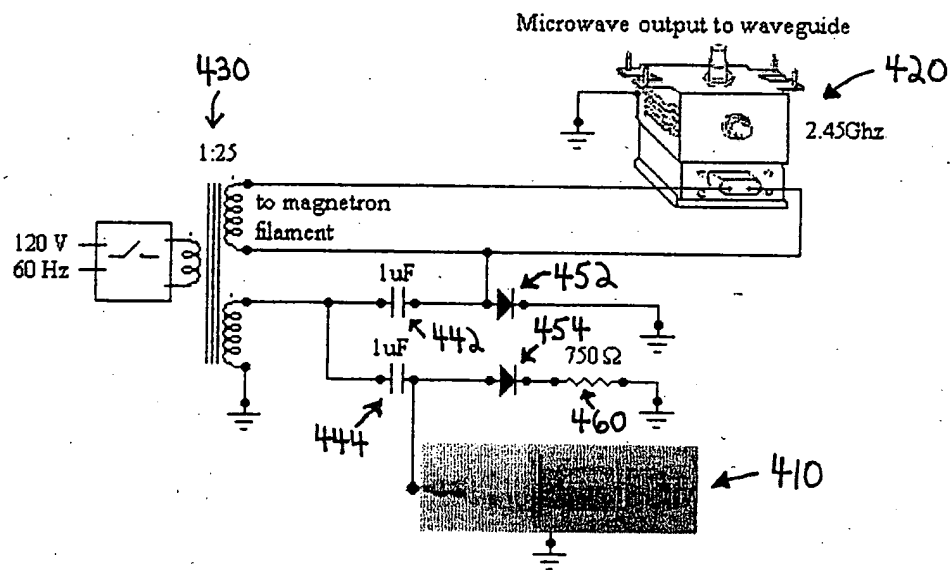 Microwave output to waveguide
430
420
1:25
2.45Ghz
to magnetron
filament
120 V
60 Hz
1uF
452
442
454
1uF
750 Ω
444
460
410